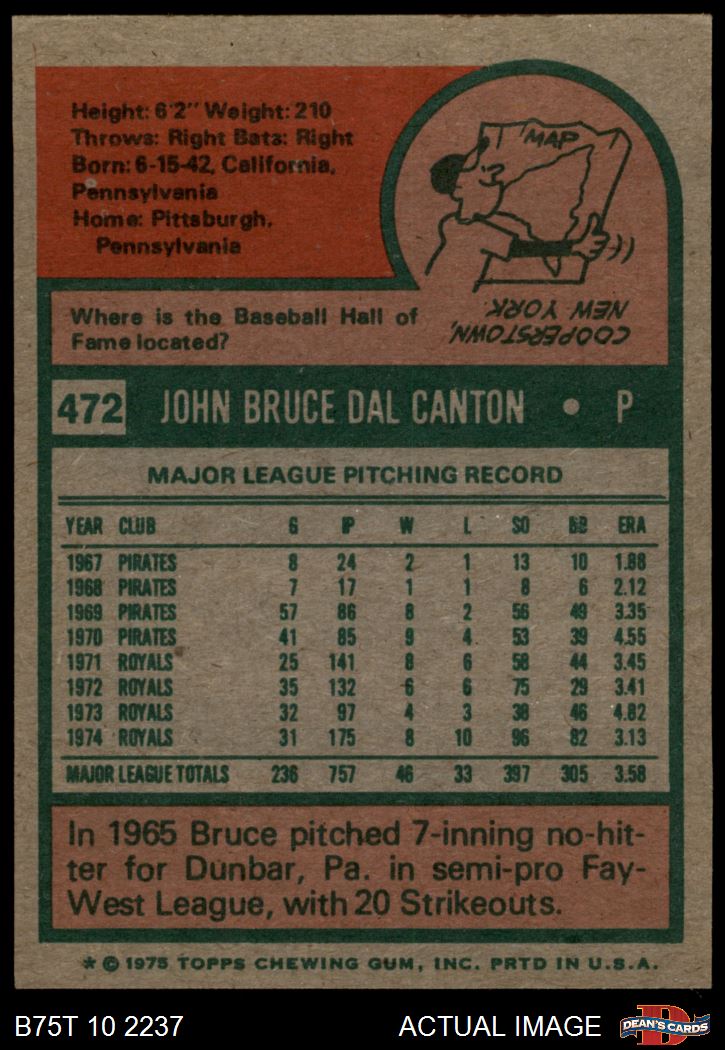 Height: 6'2" Weight: 210
Throws: Right Bats: Right
Born: 6-15-42, California,
Pennsylvania
Home: Pittsburgh,
Pennsylvania
MAP
COOPERSTOWN,
NEW YORK
Where is the Baseball Hall of
Fame located?
472 JOHN BRUCE DAL CANTON • P
MAJOR LEAGUE PITCHING RECORD
YEAR CLUB G IP W L SO BB ERA
1967 PIRATES 8 24 2 1 13 10 1.88
1968 PIRATES 7 17 1 1 8 6 2.12
1969 PIRATES 57 86 8 2 56 49 3.35
1970 PIRATES 41 85 9 4 53 39 4.55
1971 ROYALS 25 141 8 6 58 44 3.45
1972 ROYALS 35 132 6 6 75 29 3.41
1973 ROYALS 32 97 4 3 38 46 4.82
1974 ROYALS 31 175 8 10 96 82 3.13
MAJOR LEAGUE TOTALS 236 757 46 33 397 305 3.58
In 1965 Bruce pitched 7-inning no-hit-
ter for Dunbar, Pa. in semi-pro Fay-
West League, with 20 Strikeouts.
* © 1975 TOPPS CHEWING GUM, INC. PRTD IN U.S.A.
B75T 10 2237 ACTUAL IMAGE
D
DEAN'S CARDS